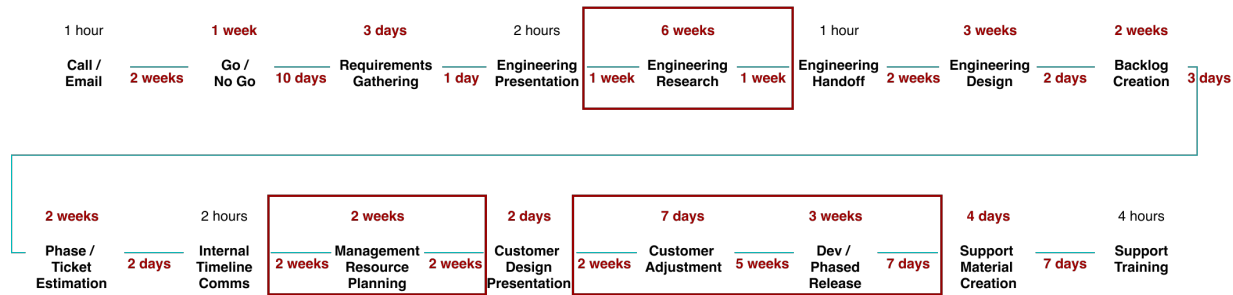 1 hour
1 week
3 days
2 hours
6 weeks
1 hour
3 weeks
2 weeks
Call /
Email
2 weeks
Go /
No Go
10 days
Requirements
Gathering
1 day
Engineering
Presentation
1 week
Engineering
Research
1 week
Engineering
Handoff
2 weeks
Engineering
Design
2 days
Backlog
Creation
3 days
2 weeks
2 hours
2 weeks
2 days
7 days
3 weeks
4 days
4 hours
Phase /
Ticket
Estimation
2 days
Internal
Timeline
Comms
2 weeks
Management
Resource
Planning
2 weeks
Customer
Design
Presentation
2 weeks
Customer
Adjustment
5 weeks
Dev /
Phased
Release
7 days
Support
Material
Creation
7 days
Support
Training